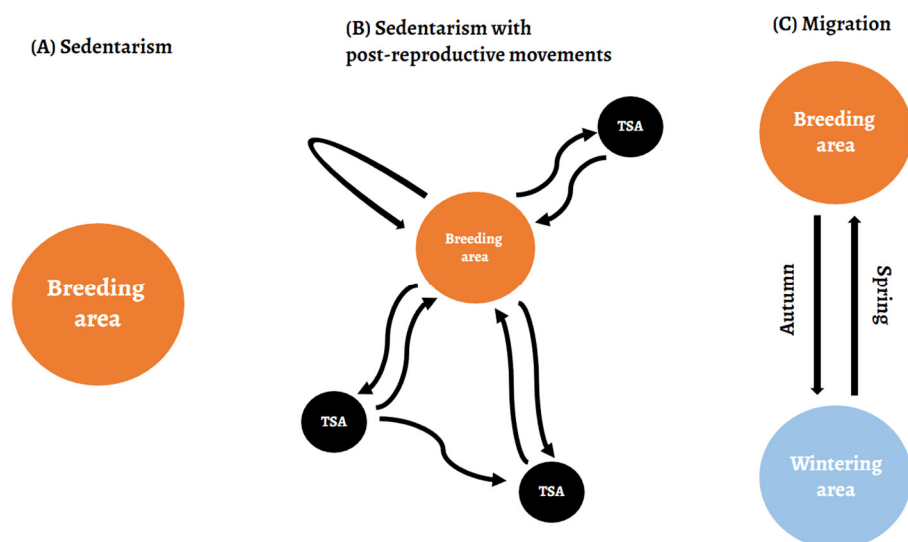 (A) Sedentarism
Breeding
area
(B) Sedentarism with
post-reproductive movements
TSA
Breeding
area
TSA
TSA
(C) Migration
Breeding
area
Autumn
Spring
Wintering
area